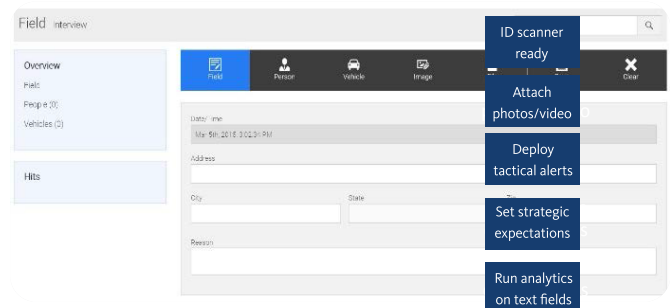 Field Interview
ID scanner
ready
Overview
Field
People (0)
Vehicles (0)
Hits
Field
Person
Vehicle
Image
Clear
Attach
photos/video
Date/Time
Mar 5th, 2015, 3:02:31 PM
Address
Deploy
tactical alerts
City
State
Set strategic
expectations
Reason
Run analytics
on text fields